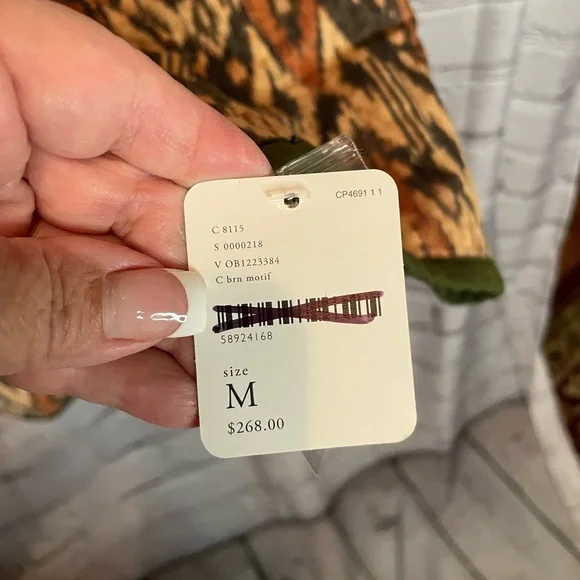 CP4691 1 1
C 8115
S 0000218
V OB1223384
C brn motif
58924168
size
M
$268.00